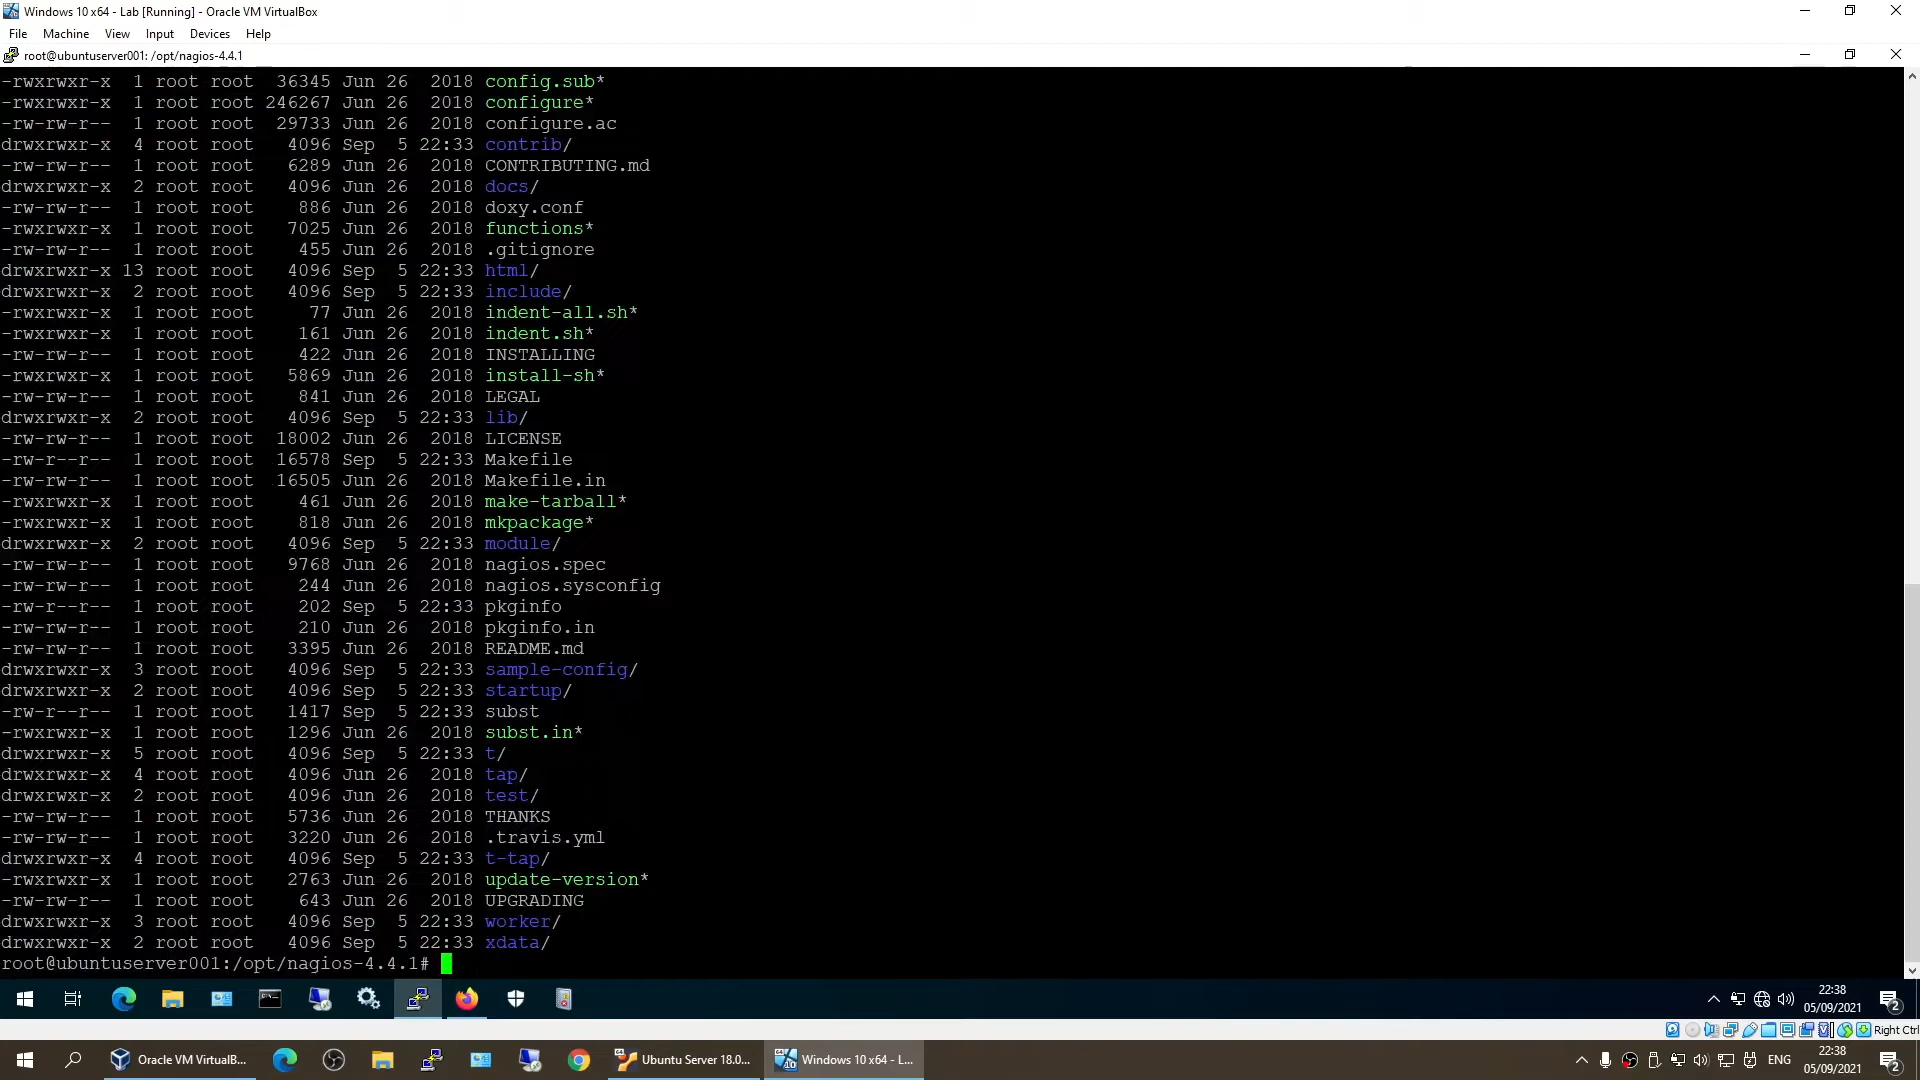 Windows 10 x64 - Lab [Running] - Oracle VM VirtualBox
File Machine View Input Devices Help
root@ubuntuserver001: /opt/nagios-4.4.1
-rwxrwxr-x 1 root root 36345 Jun 26 2018 config.sub*
-rwxrwxr-x 1 root root 246267 Jun 26 2018 configure*
-rw-rw-r-- 1 root root 29733 Jun 26 2018 configure.ac
drwxrwxr-x 4 root root 4096 Sep 5 22:33 contrib/
-rw-rw-r-- 1 root root 6289 Jun 26 2018 CONTRIBUTING.md
drwxrwxr-x 2 root root 4096 Jun 26 2018 docs/
-rw-rw-r-- 1 root root 886 Jun 26 2018 doxy.conf
-rwxrwxr-x 1 root root 7025 Jun 26 2018 functions*
-rw-rw-r-- 1 root root 455 Jun 26 2018 .gitignore
drwxrwxr-x 13 root root 4096 Sep 5 22:33 html/
drwxrwxr-x 2 root root 4096 Sep 5 22:33 include/
-rwxrwxr-x 1 root root 77 Jun 26 2018 indent-all.sh*
-rwxrwxr-x 1 root root 161 Jun 26 2018 indent.sh*
-rw-rw-r-- 1 root root 422 Jun 26 2018 INSTALLING
-rwxrwxr-x 1 root root 5869 Jun 26 2018 install-sh*
-rw-rw-r-- 1 root root 841 Jun 26 2018 LEGAL
drwxrwxr-x 2 root root 4096 Sep 5 22:33 lib/
-rw-rw-r-- 1 root root 18002 Jun 26 2018 LICENSE
-rw-r--r-- 1 root root 16578 Sep 5 22:33 Makefile
-rw-rw-r-- 1 root root 16505 Jun 26 2018 Makefile.in
-rwxrwxr-x 1 root root 461 Jun 26 2018 make-tarball*
-rwxrwxr-x 1 root root 818 Jun 26 2018 mkpackage*
drwxrwxr-x 2 root root 4096 Sep 5 22:33 module/
-rw-rw-r-- 1 root root 9768 Jun 26 2018 nagios.spec
-rw-rw-r-- 1 root root 244 Jun 26 2018 nagios.sysconfig
-rw-r--r-- 1 root root 202 Sep 5 22:33 pkginfo
-rw-rw-r-- 1 root root 210 Jun 26 2018 pkginfo.in
-rw-rw-r-- 1 root root 3395 Jun 26 2018 README.md
drwxrwxr-x 3 root root 4096 Sep 5 22:33 sample-config/
drwxrwxr-x 2 root root 4096 Sep 5 22:33 startup/
-rw-r--r-- 1 root root 1417 Sep 5 22:33 subst
-rwxrwxr-x 1 root root 1296 Jun 26 2018 subst.in*
drwxrwxr-x 5 root root 4096 Sep 5 22:33 t/
drwxrwxr-x 4 root root 4096 Jun 26 2018 tap/
drwxrwxr-x 2 root root 4096 Jun 26 2018 test/
-rw-rw-r-- 1 root root 5736 Jun 26 2018 THANKS
-rw-rw-r-- 1 root root 3220 Jun 26 2018 .travis.yml
drwxrwxr-x 4 root root 4096 Sep 5 22:33 t-tap/
-rwxrwxr-x 1 root root 2763 Jun 26 2018 update-version*
-rw-rw-r-- 1 root root 643 Jun 26 2018 UPGRADING
drwxrwxr-x 3 root root 4096 Sep 5 22:33 worker/
drwxrwxr-x 2 root root 4096 Sep 5 22:33 xdata/
root@ubuntuserver001:/opt/nagios-4.4.1#
22:38
05/09/2021
2
Right Ctrl
Oracle VM VirtualB...
Ubuntu Server 18.0...
Windows 10 x64 - L...
ENG
22:38
05/09/2021
2